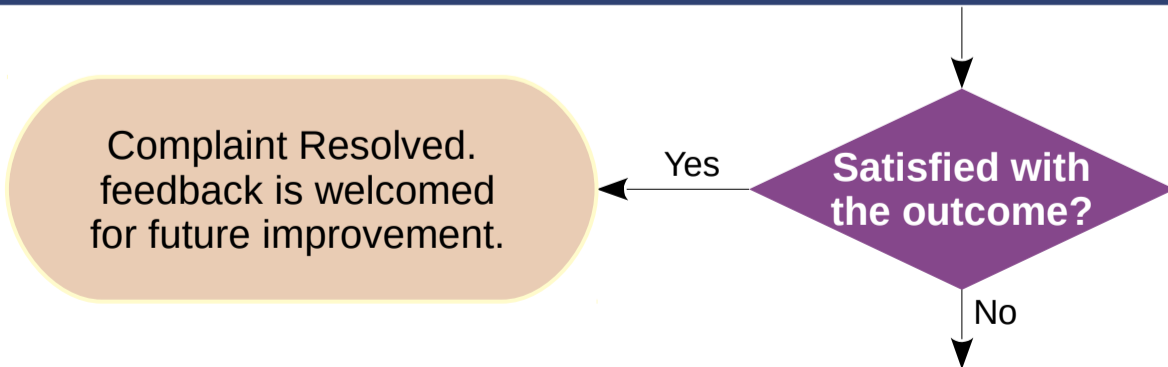 Complaint Resolved.
feedback is welcomed
for future improvement.
Yes
Satisfied with
the outcome?
No